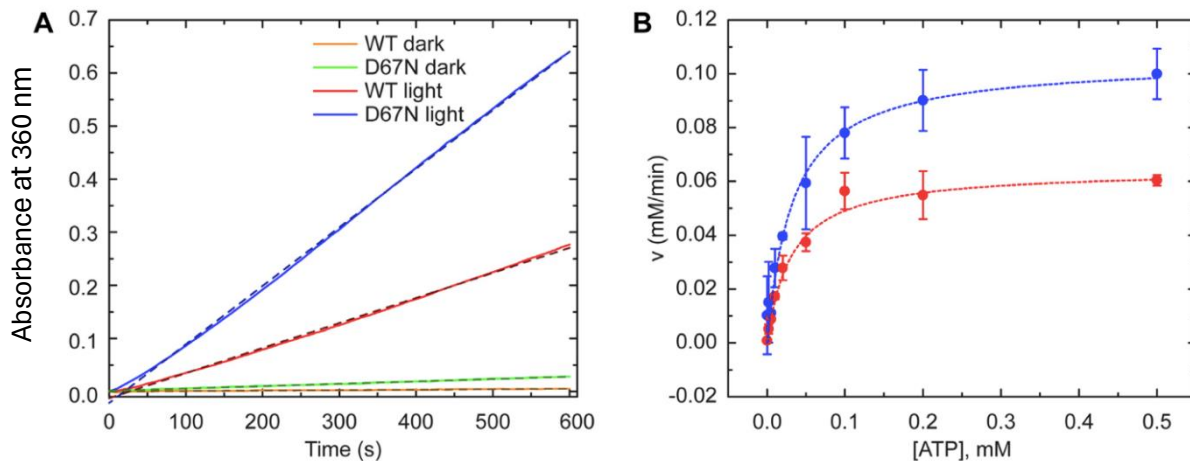 A
Absorbance at 360 nm
0.7
0.6
0.5
0.4
0.3
0.2
0.1
0.0
WT dark
D67N dark
WT light
D67N light
0
100
200
300
400
500
600
Time (s)
B
v (mM/min)
0.12
0.10
0.08
0.06
0.04
0.02
0.00
-0.02
0.0
0.1
0.2
0.3
0.4
0.5
[ATP], mM